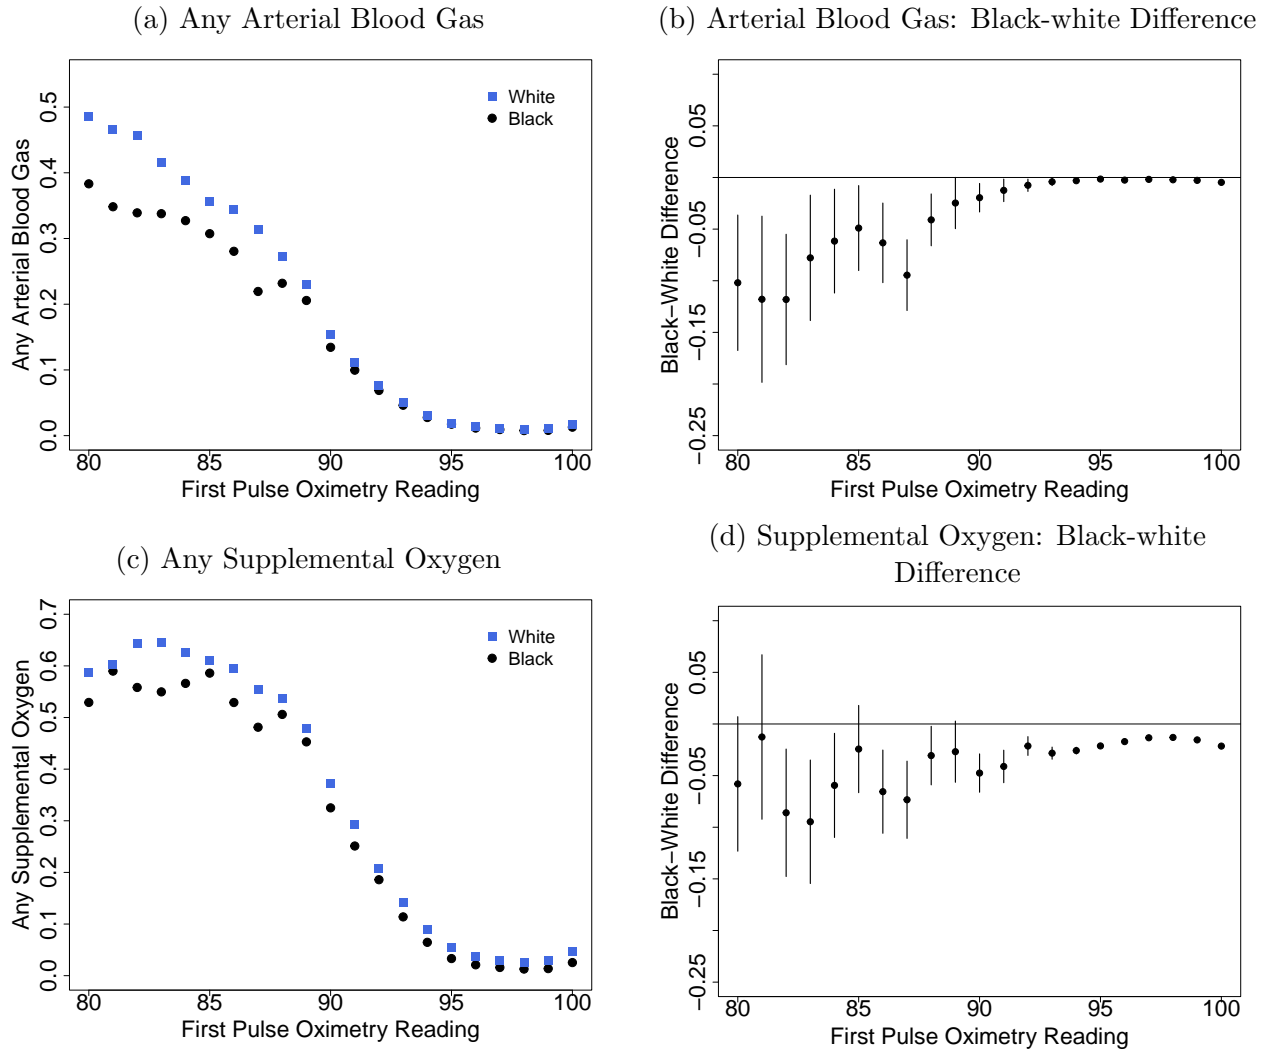 (a) Any Arterial Blood Gas
Any Arterial Blood Gas
0.5
0.4
0.3
0.2
0.1
0.0
White
Black
80 85 90 95 100
First Pulse Oximetry Reading
(b) Arterial Blood Gas: Black-white Difference
Black−White Difference
0.05
−0.05
−0.15
−0.25
80 85 90 95 100
First Pulse Oximetry Reading
(c) Any Supplemental Oxygen
Any Supplemental Oxygen
0.7
0.6
0.5
0.4
0.3
0.2
0.1
0.0
White
Black
80 85 90 95 100
First Pulse Oximetry Reading
(d) Supplemental Oxygen: Black-white
Difference
Black−White Difference
0.05
−0.05
−0.15
−0.25
80 85 90 95 100
First Pulse Oximetry Reading